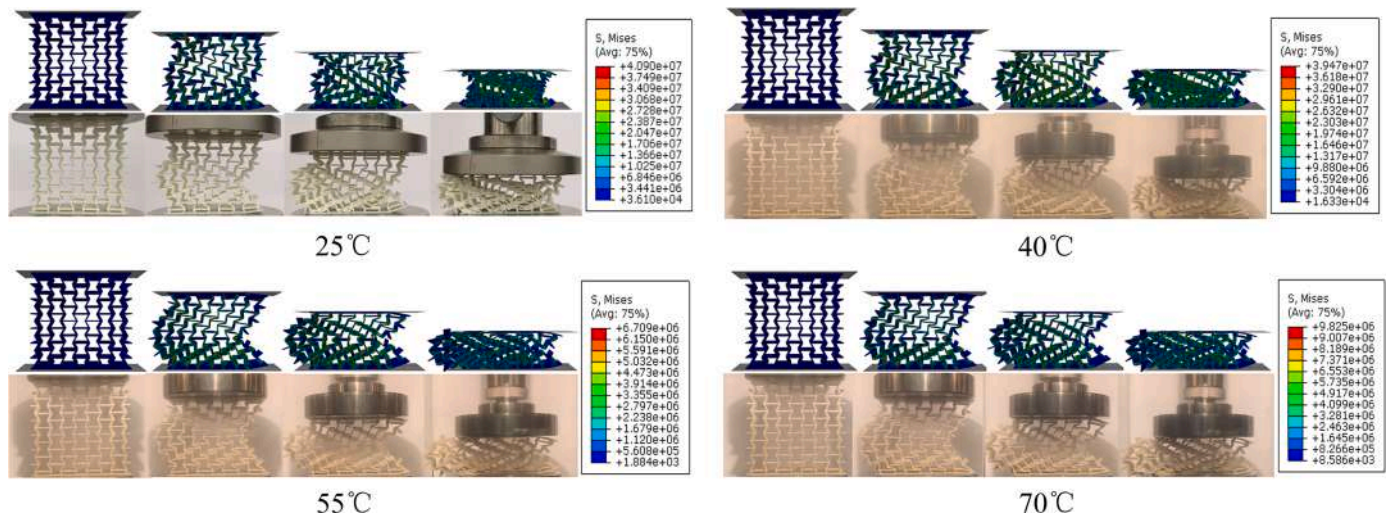 S, Mises
(Avg: 75%)
+4.090e+07
+3.749e+07
+3.409e+07
+3.068e+07
+2.728e+07
+2.387e+07
+2.047e+07
+1.706e+07
+1.366e+07
+1.025e+07
+6.846e+06
+3.441e+06
+3.610e+04
25℃
S, Mises
(Avg: 75%)
+3.947e+07
+3.618e+07
+3.290e+07
+2.961e+07
+2.632e+07
+2.303e+07
+1.974e+07
+1.646e+07
+1.317e+07
+9.880e+06
+6.592e+06
+3.304e+06
+1.633e+04
40℃
S, Mises
(Avg: 75%)
+6.709e+06
+6.150e+06
+5.591e+06
+5.032e+06
+4.473e+06
+3.914e+06
+3.355e+06
+2.797e+06
+2.238e+06
+1.679e+06
+1.120e+06
+5.608e+05
+1.884e+03
55℃
S, Mises
(Avg: 75%)
+9.825e+06
+9.007e+06
+8.189e+06
+7.371e+06
+6.553e+06
+5.735e+06
+4.917e+06
+4.099e+06
+3.281e+06
+2.463e+06
+1.645e+06
+8.266e+05
+8.586e+03
70℃